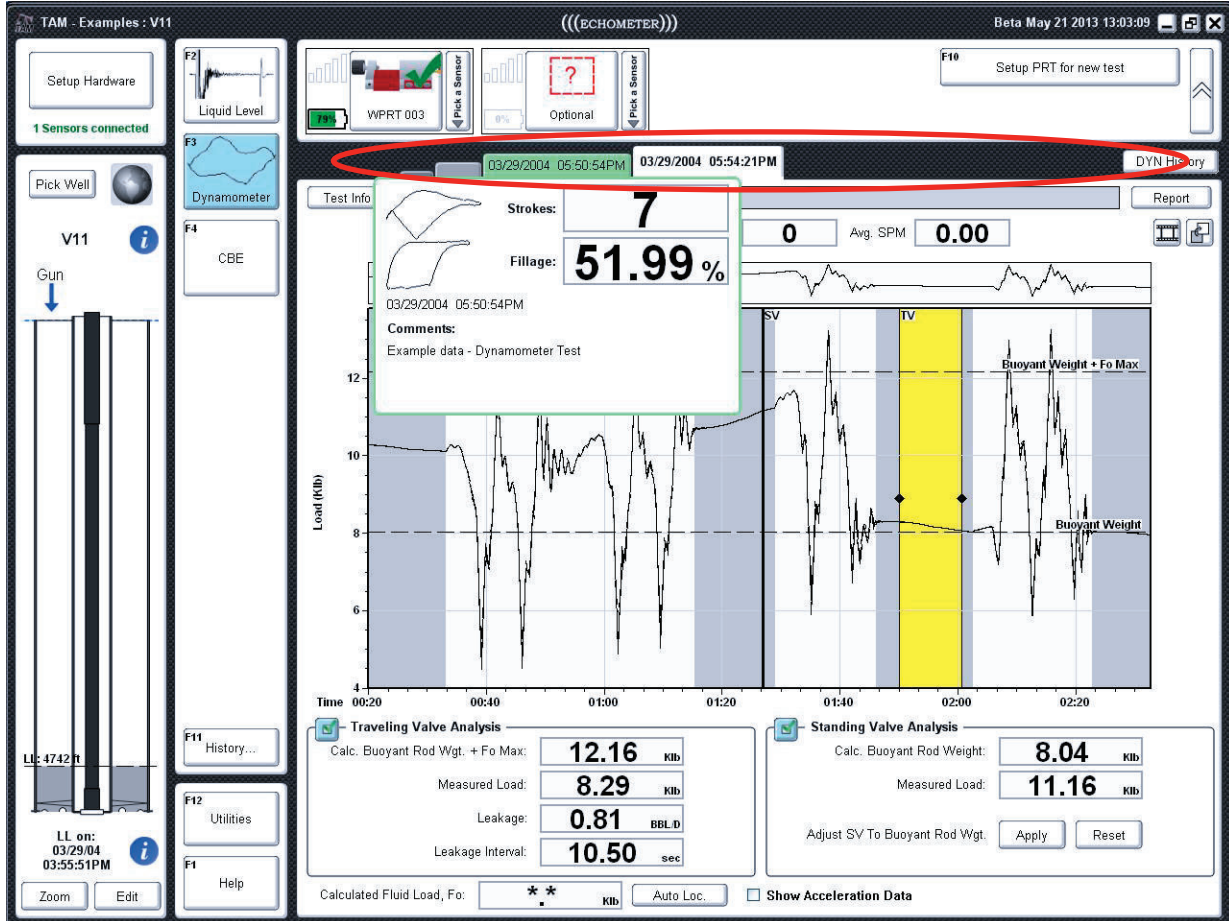 TAM - Examples : V11
(((ECHOMETER)))
Beta May 21 2013 13:03:09
Setup Hardware
1 Sensors connected
F2
Liquid Level
79%
WPRT 003
Pick a Sensor
?
0%
Optional
Pick a Sensor
F10
Setup PRT for new test
F3
Dynamometer
03/29/2004 05:50:54PM
03/29/2004 05:54:21PM
DYN History
Pick Well
V11
i
Gun
F4
CBE
Test Info
Report
Strokes:
7
Fillage:
51.99 %
03/29/2004 05:50:54PM
Comments:
Example data - Dynamometer Test
0
Avg. SPM
0.00
SV
TV
Buoyant Weight + Fo Max
Buoyant Weight
Load (Klb)
12
10
8
6
4
Time
00:20
00:40
01:00
01:20
01:40
02:00
02:20
F11
History...
F12
Utilities
F1
Help
LL: 4742 ft
LL on:
03/29/04
03:55:51PM
i
Zoom
Edit
Traveling Valve Analysis
Calc. Buoyant Rod Wgt. + Fo Max:
12.16 Klb
Measured Load:
8.29 Klb
Leakage:
0.81 BBL/D
Leakage Interval:
10.50 sec
Standing Valve Analysis
Calc. Buoyant Rod Weight:
8.04 Klb
Measured Load:
11.16 Klb
Adjust SV To Buoyant Rod Wgt.
Apply
Reset
Calculated Fluid Load, Fo:
*.* Klb
Auto Loc.
Show Acceleration Data